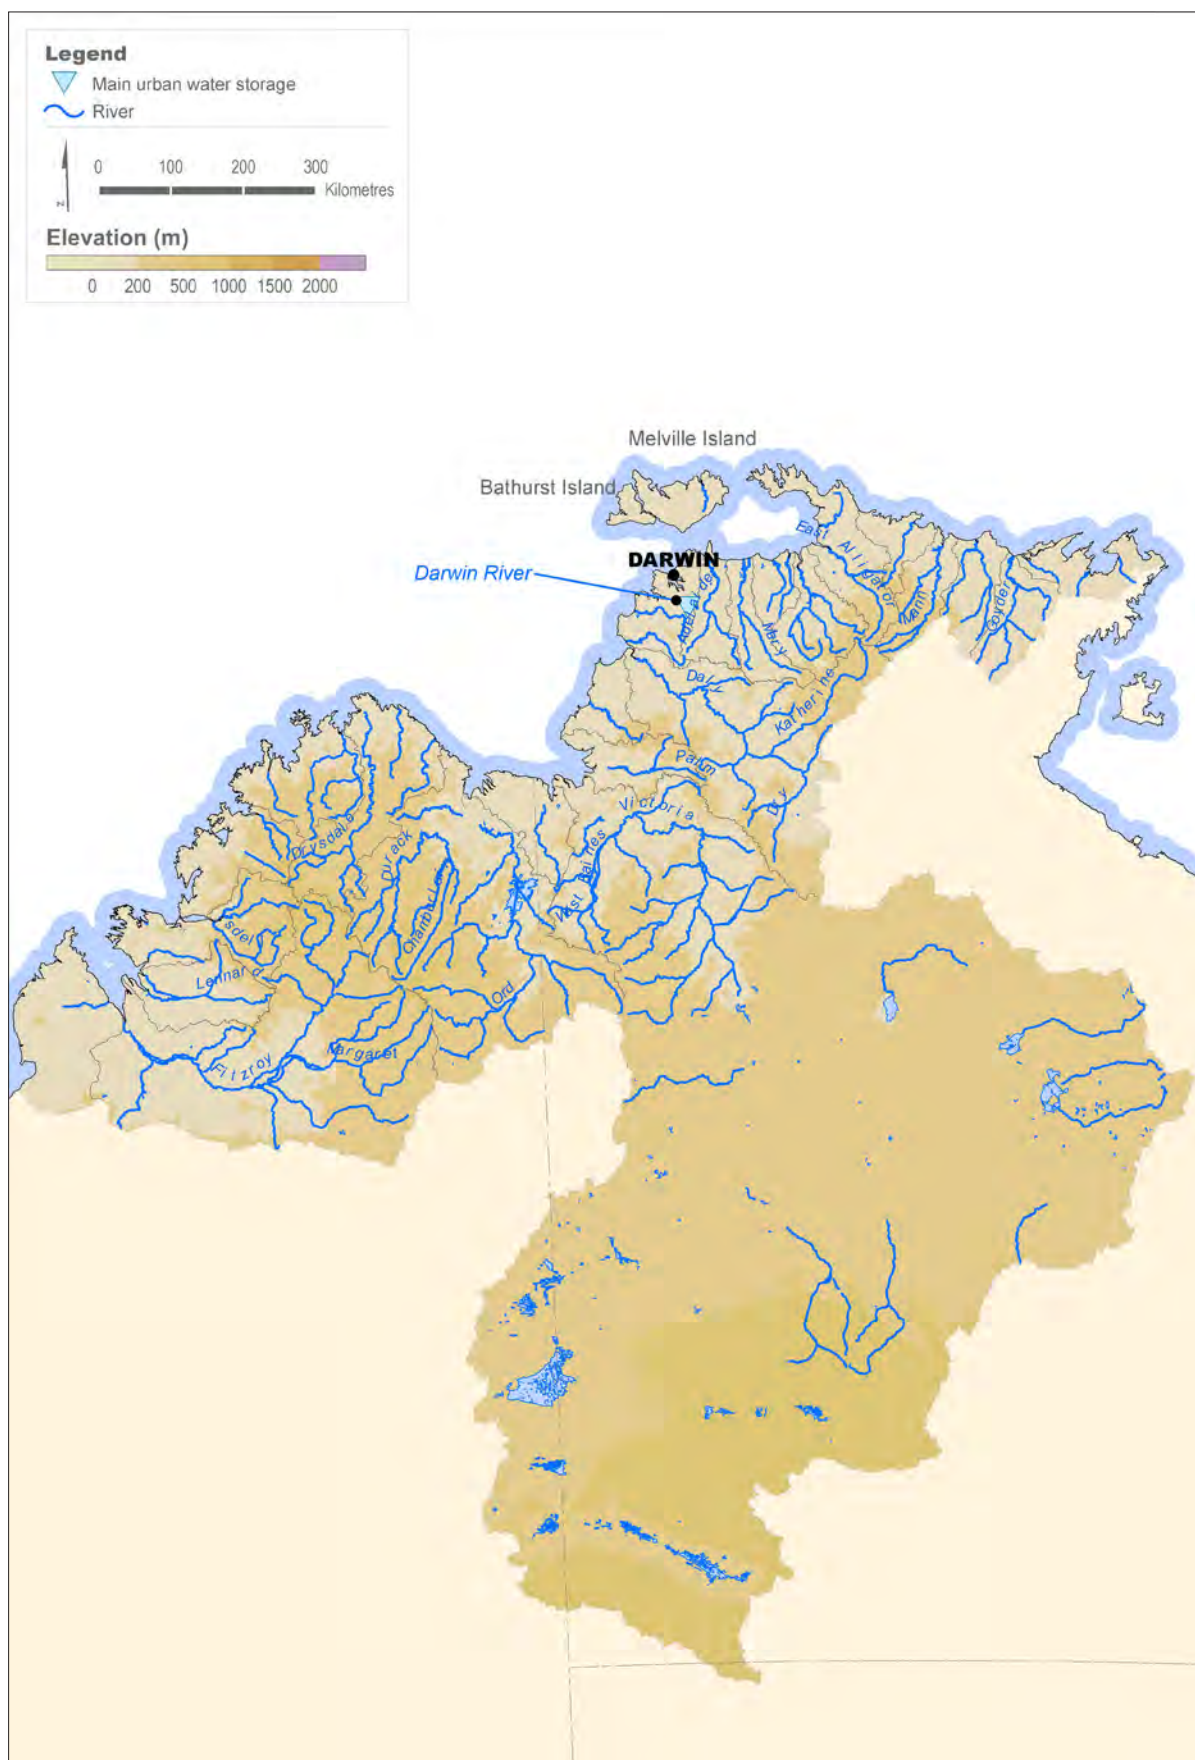 Legend
Main urban water storage
River
0 100 200 300
Kilometres
N
Elevation (m)
0 200 500 1000 1500 2000
Melville Island
Bathurst Island
DARWIN
Darwin River
Adelaide
Mary
East Alligator
Mann
Goyder
Daly
Katherine
Dry
Victoria
Drysdale
Durack
Chamberlain
Lennard
Ord
Fitzroy
Margaret